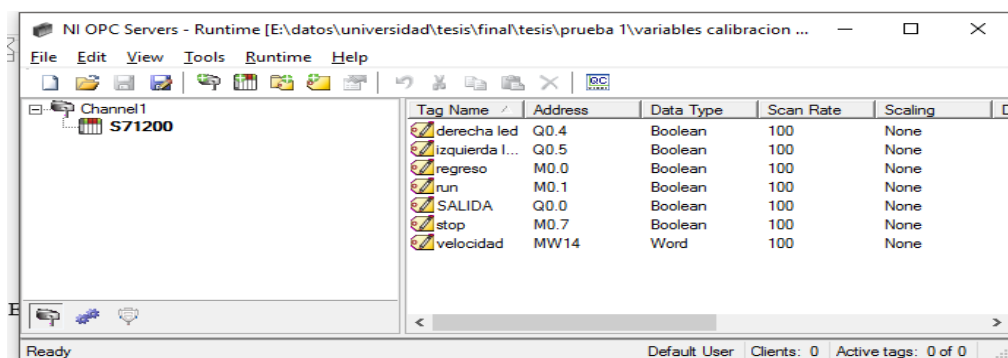 NI OPC Servers - Runtime [E:\datos\universidad\tesis\final\tesis\prueba 1\variables calibracion ...
File Edit View Tools Runtime Help
QC
Channel1
S71200
Tag Name Address Data Type Scan Rate Scaling
derecha led Q0.4 Boolean 100 None
izquierda l... Q0.5 Boolean 100 None
regreso M0.0 Boolean 100 None
run M0.1 Boolean 100 None
SALIDA Q0.0 Boolean 100 None
stop M0.7 Boolean 100 None
velocidad MW14 Word 100 None
E
Ready Default User Clients: 0 Active tags: 0 of 0